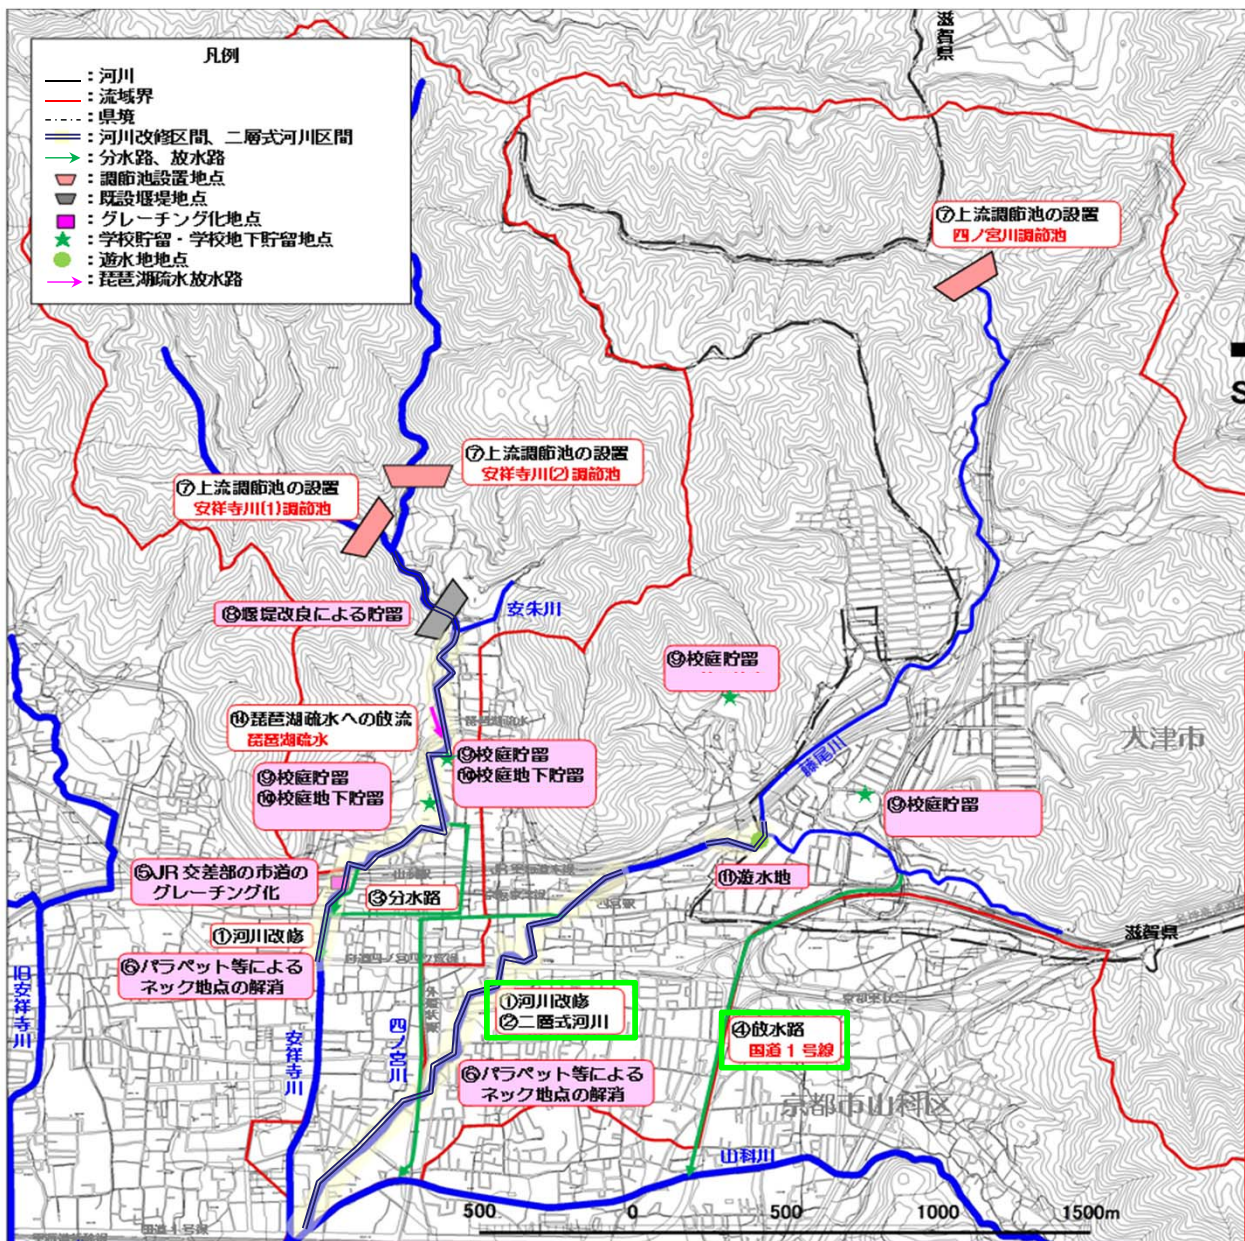 凡例
：河川
：流域界
：県境
：河川改修区間、二層式河川区間
：分水路、放水路
：調節池設置地点
：既設堰堤地点
：グレーチング化地点
：学校貯留・学校地下貯留地点
：遊水地地点
：琵琶湖疏水放水路
滋賀県
⑦上流調節池の設置
四ノ宮川調節池
S
⑦上流調節池の設置
安祥寺川(2)調節池
⑦上流調節池の設置
安祥寺川(1)調節池
⑧堰堤改良による貯留
安朱川
⑨校庭貯留
⑭琵琶湖疏水への放流
琵琶湖疏水
琵琶湖疏水
藤尾川
大津市
⑨校庭貯留
⑩校庭地下貯留
⑨校庭貯留
⑩校庭地下貯留
⑨校庭貯留
⑤JR交差部の市道の
グレーチング化
③分水路
⑪遊水地
四宮駅
滋賀県
①河川改修
⑥パラペット等による
ネック地点の解消
旧安祥寺川
安祥寺川
四ノ宮川
①河川改修
②二層式河川
④放水路
国道１号線
⑥パラペット等による
ネック地点の解消
京都市山科区
山科川
500
0
500
1000
1500m
国道１号線